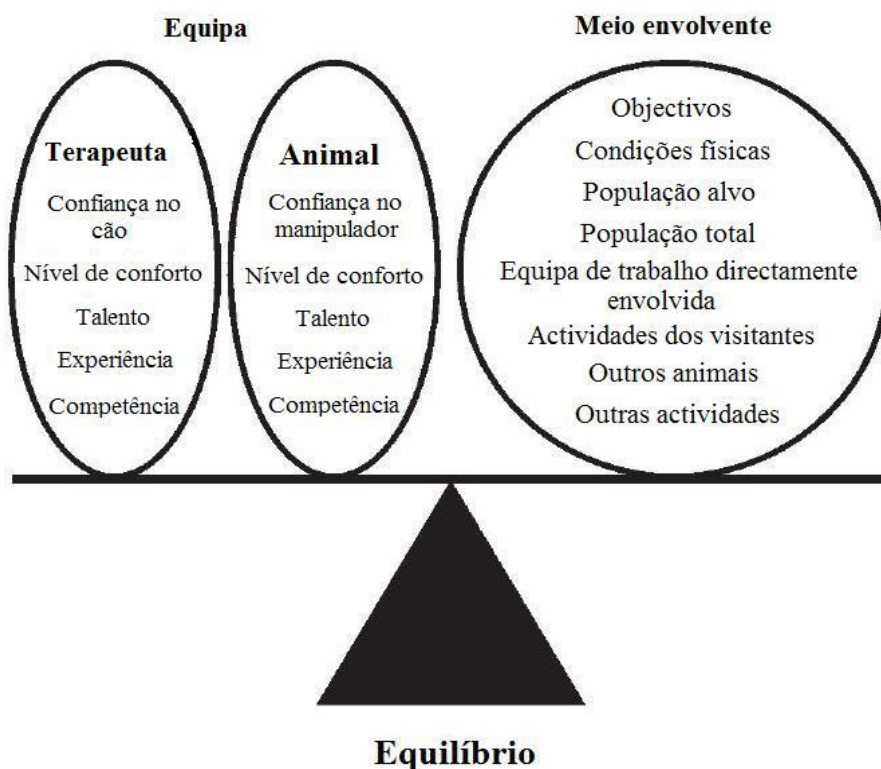 Equipa
Meio envolvente
Terapeuta
Confiança no
cão
Nível de conforto
Talento
Experiência
Competência
Animal
Confiança no
manipulador
Nível de conforto
Talento
Experiência
Competência
Objectivos
Condições físicas
População alvo
População total
Equipa de trabalho directamente
envolvida
Actividades dos visitantes
Outros animais
Outras actividades
Equilíbrio